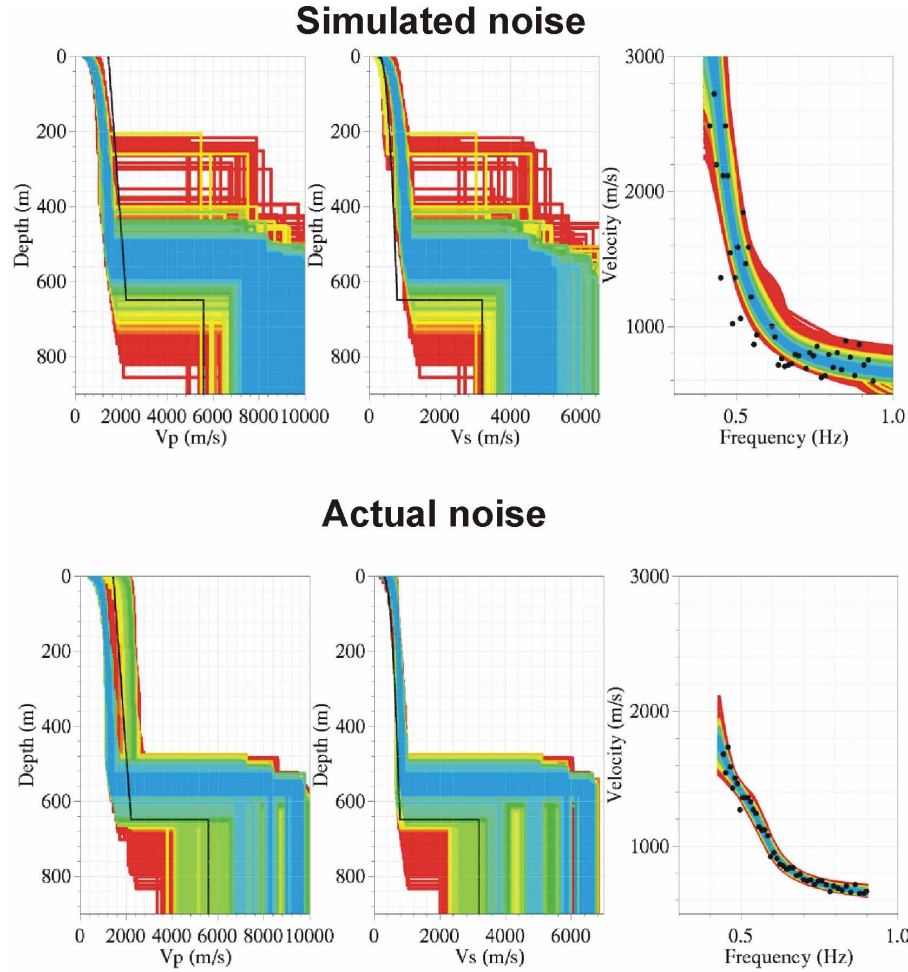 Simulated noise
0
200
400
600
800
Depth (m)
0 2000 4000 6000 8000 10000
Vp (m/s)
0
200
400
600
800
Depth (m)
0 2000 4000 6000
Vs (m/s)
3000
2000
1000
Velocity (m/s)
0.5 1.0
Frequency (Hz)
Actual noise
0
200
400
600
800
Depth (m)
0 2000 4000 6000 8000 10000
Vp (m/s)
0
200
400
600
800
Depth (m)
0 2000 4000 6000
Vs (m/s)
3000
2000
1000
Velocity (m/s)
0.5 1.0
Frequency (Hz)